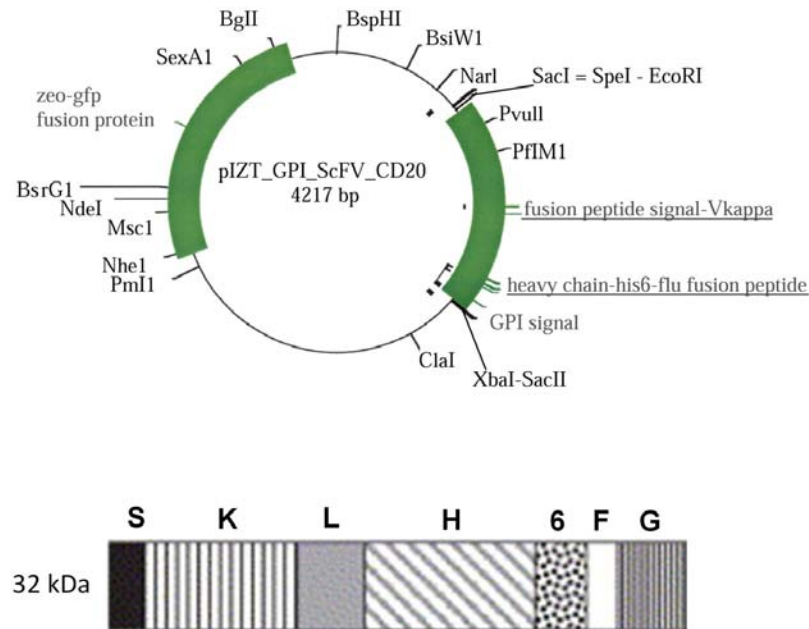 BglI
BspHI
BsiW1
SexA1
NarI
SacI = SpeI - EcoRI
zeo-gfp
fusion protein
PvuII
PflM1
pIZT_GPI_ScFV_CD20
4217 bp
BsrG1
NdeI
Msc1
fusion peptide signal-Vkappa
Nhe1
PmI1
heavy chain-his6-flu fusion peptide
GPI signal
ClaI
XbaI-SacII
S K L H 6 F G
32 kDa